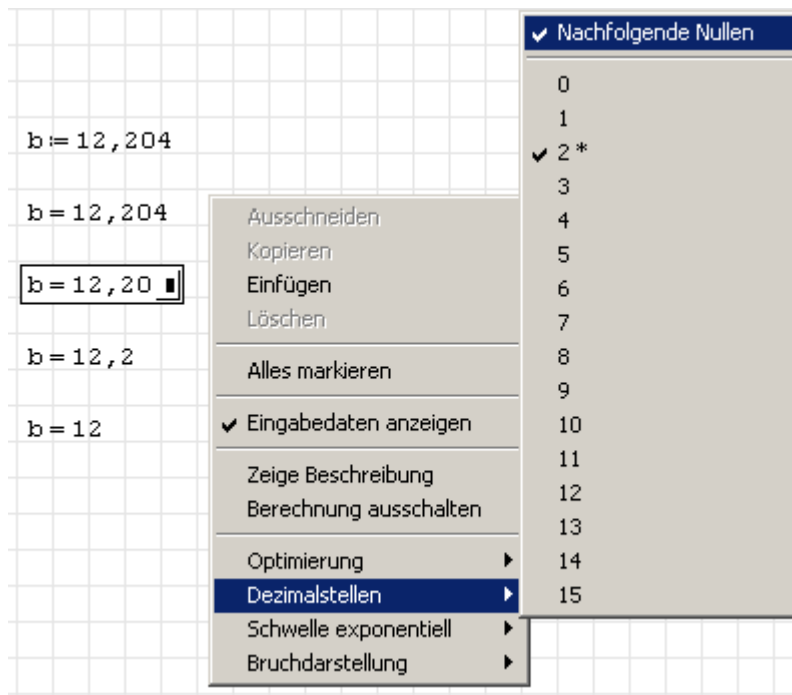 b≔12,204
b=12,204
b=12,20
b=12,2
b=12
Ausschneiden
Kopieren
Einfügen
Löschen
Alles markieren
Eingabedaten anzeigen
Zeige Beschreibung
Berechnung ausschalten
Optimierung
Dezimalstellen
Schwelle exponentiell
Bruchdarstellung
Nachfolgende Nullen
0
1
2 *
3
4
5
6
7
8
9
10
11
12
13
14
15